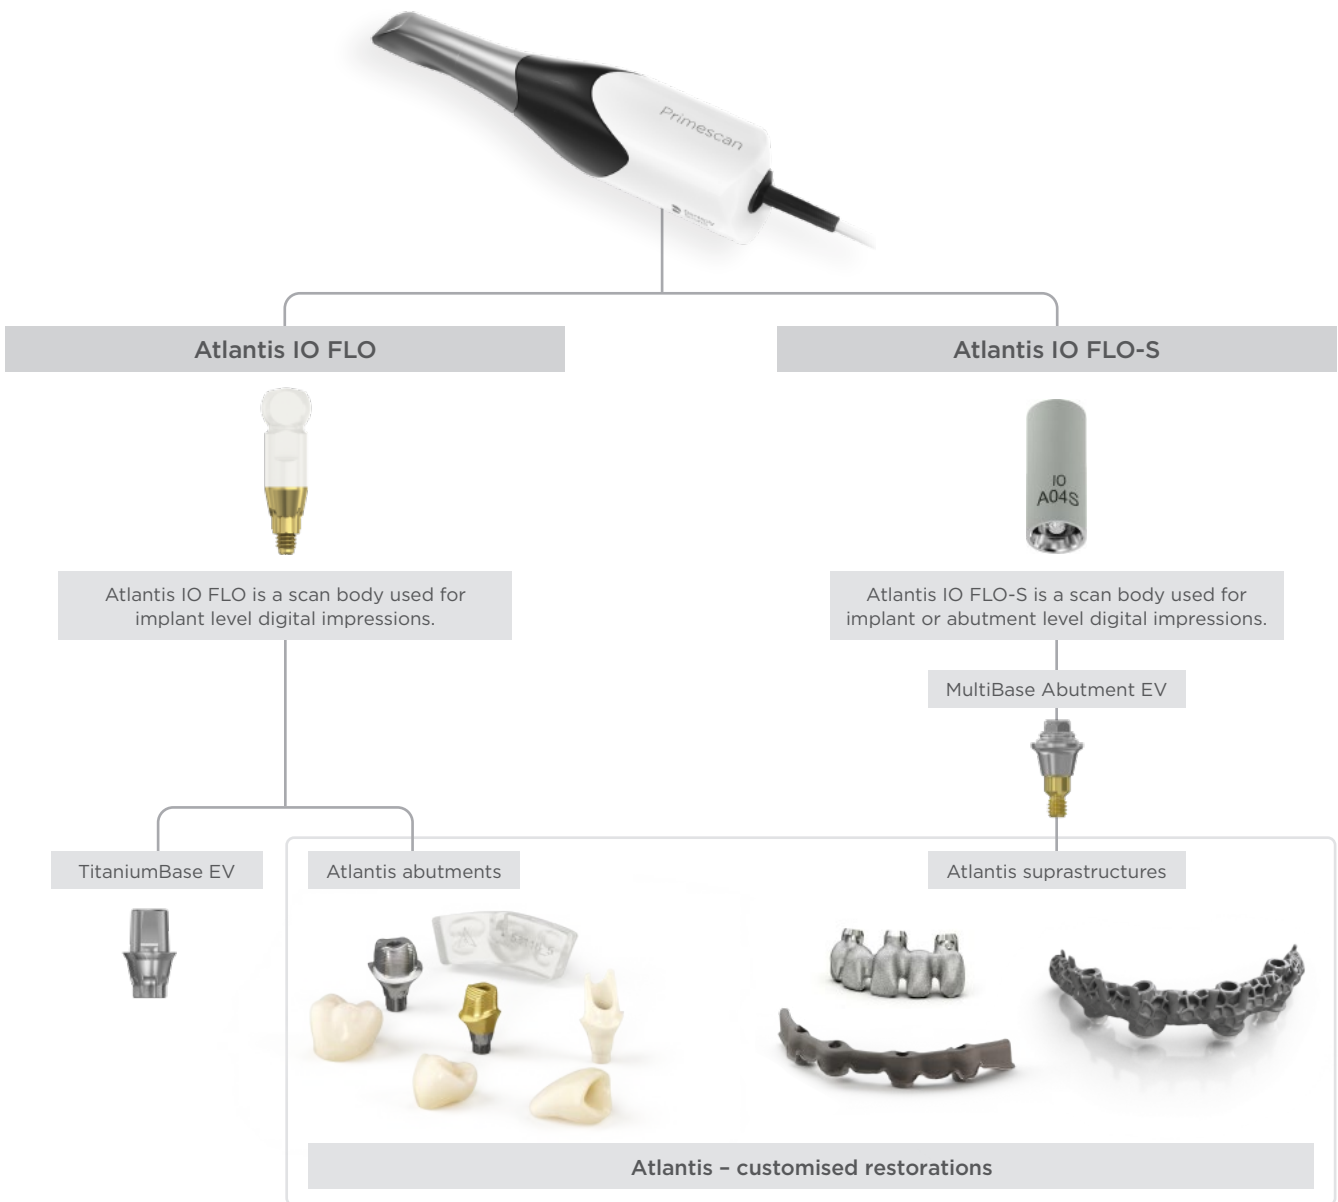 Primescan
Atlantis IO FLO
Atlantis IO FLO-S
IO
A04S
Atlantis IO FLO is a scan body used for
implant level digital impressions.
Atlantis IO FLO-S is a scan body used for
implant or abutment level digital impressions.
MultiBase Abutment EV
TitaniumBase EV
Atlantis abutments
Atlantis suprastructures
Atlantis – customised restorations